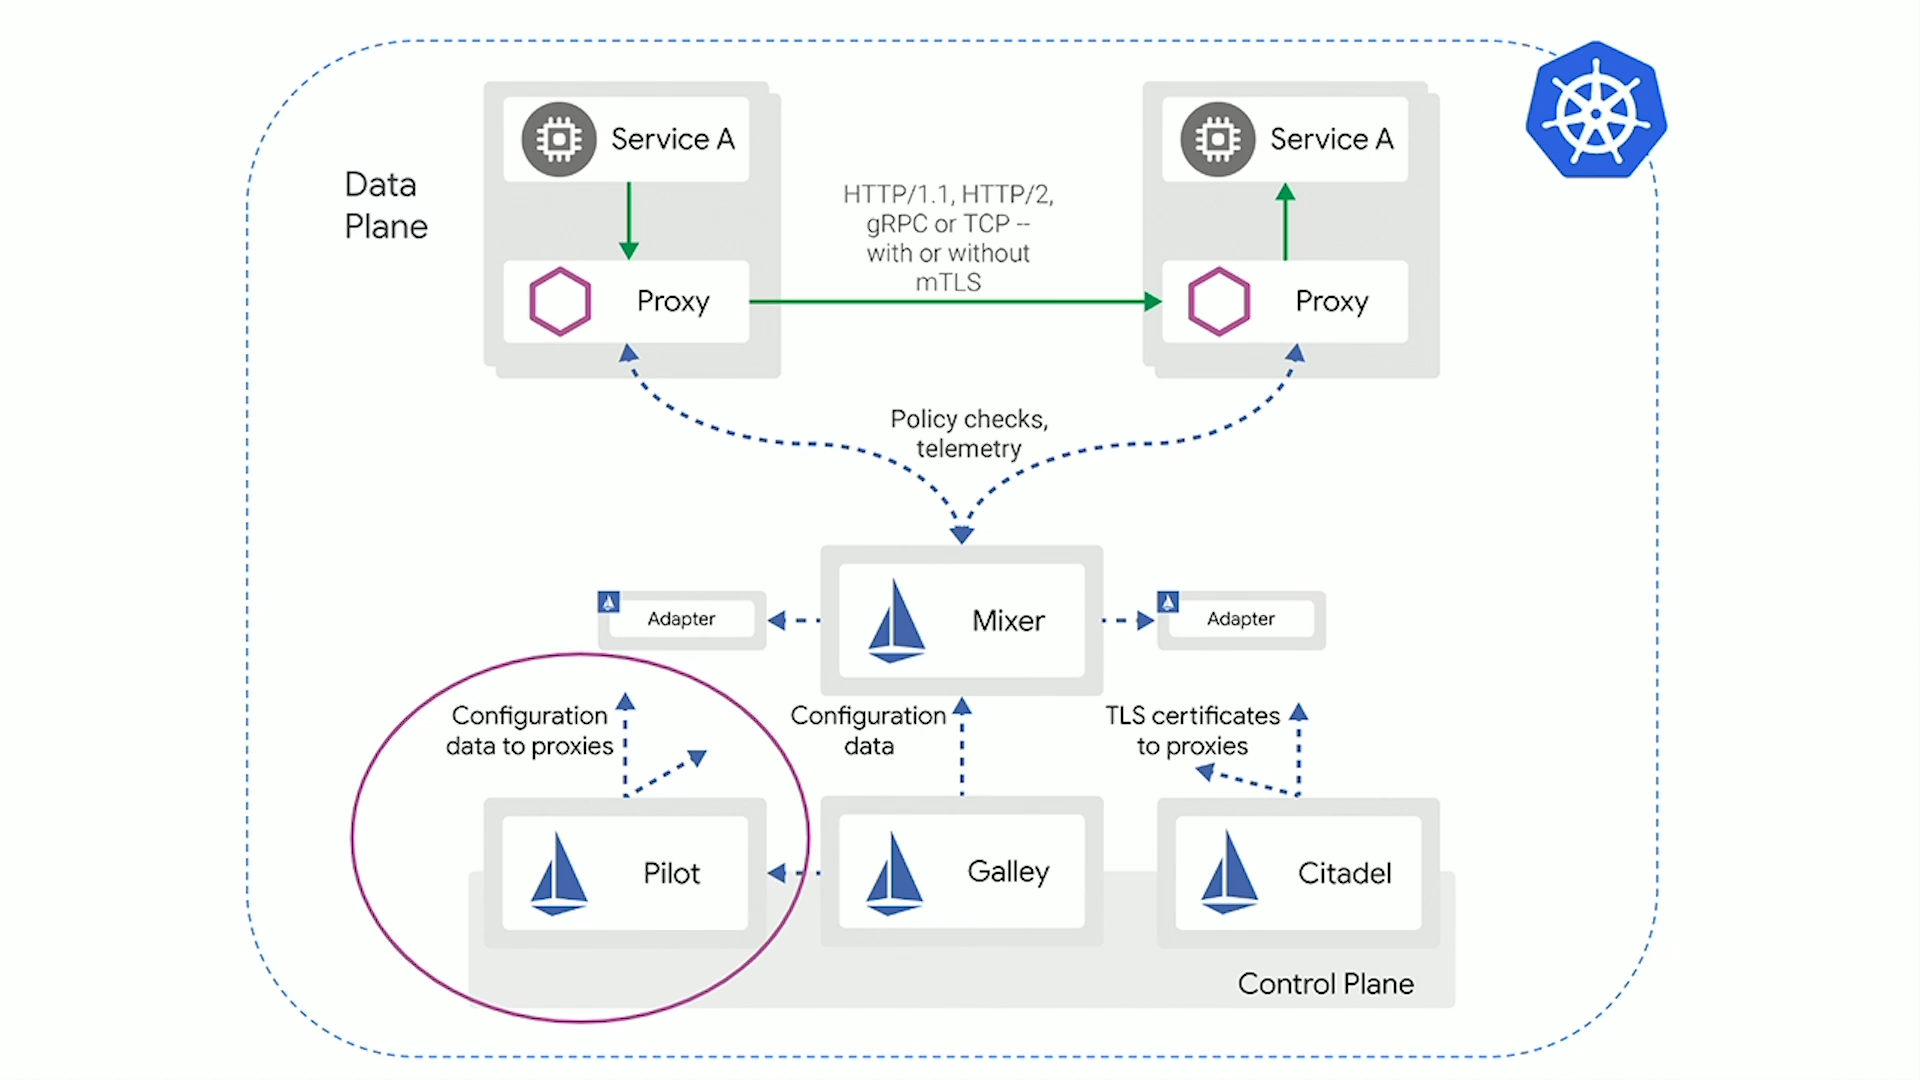 Data
Plane
Service A
Proxy
HTTP/1.1, HTTP/2,
gRPC or TCP --
with or without
mTLS
Service A
Proxy
Policy checks,
telemetry
Adapter
Mixer
Adapter
Configuration
data to proxies
Configuration
data
TLS certificates
to proxies
Pilot
Galley
Citadel
Control Plane